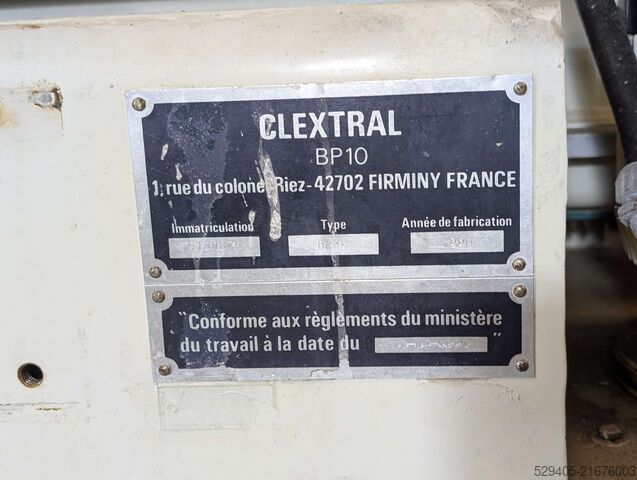 CLEXTRAL
BP10
1, rue du colonel Riez - 42702 FIRMINY FRANCE
Immatriculation Type Année de fabrication
"Conforme aux règlements du ministère
du travail à la date du "
529405-21676003